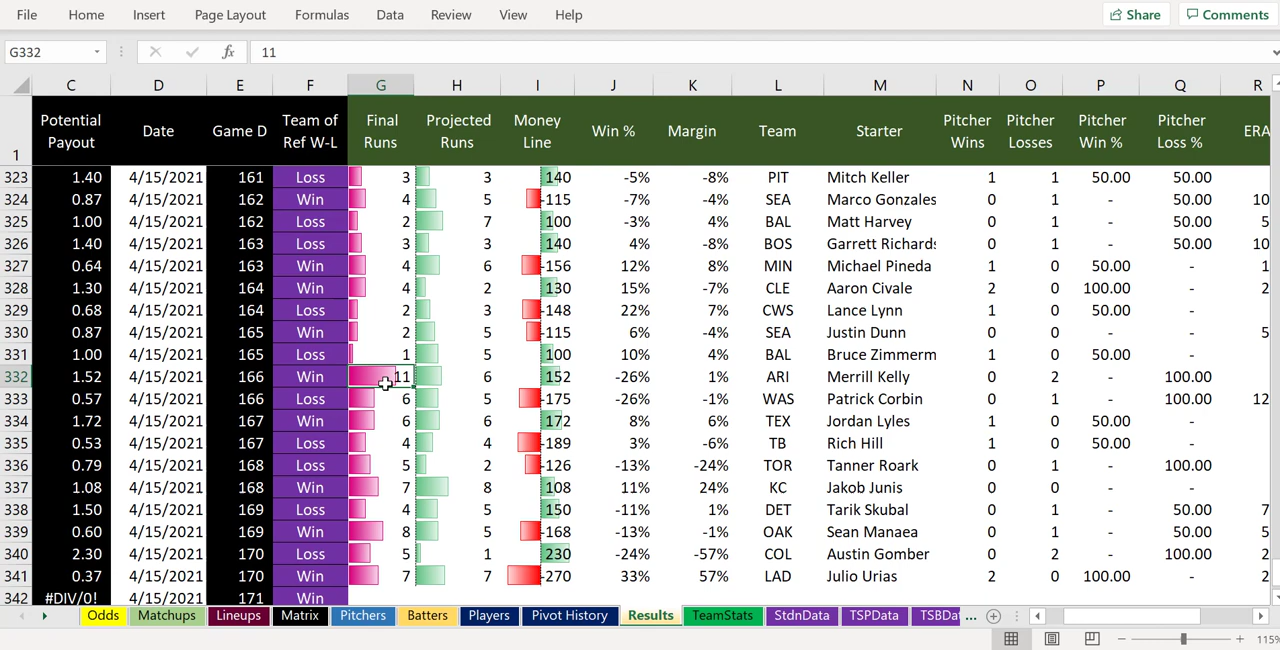 File Home Insert Page Layout Formulas Data Review View Help Share Comments
G332 fx 11
C D E F G H I J K L M N O P Q R
1 Potential Payout Date Game D Team of Ref W-L Final Runs Projected Runs Money Line Win % Margin Team Starter Pitcher Wins Pitcher Losses Pitcher Win % Pitcher Loss % ERA
323 1.40 4/15/2021 161 Loss 3 3 140 -5% -8% PIT Mitch Keller 1 1 50.00 50.00
324 0.87 4/15/2021 162 Win 4 5 -115 -7% -4% SEA Marco Gonzales 0 1 - 50.00 10
325 1.00 4/15/2021 162 Loss 2 7 100 -3% 4% BAL Matt Harvey 0 1 - 50.00 5
326 1.40 4/15/2021 163 Loss 3 3 140 4% -8% BOS Garrett Richards 0 1 - 50.00 10
327 0.64 4/15/2021 163 Win 4 6 -156 12% 8% MIN Michael Pineda 1 0 50.00 - 1
328 1.30 4/15/2021 164 Win 4 2 130 15% -7% CLE Aaron Civale 2 0 100.00 - 2
329 0.68 4/15/2021 164 Loss 2 3 -148 22% 7% CWS Lance Lynn 1 0 50.00 -
330 0.87 4/15/2021 165 Win 2 5 -115 6% -4% SEA Justin Dunn 0 0 - - 5
331 1.00 4/15/2021 165 Loss 1 5 100 10% 4% BAL Bruce Zimmerm 1 0 50.00 -
332 1.52 4/15/2021 166 Win 11 6 152 -26% 1% ARI Merrill Kelly 0 2 - 100.00
333 0.57 4/15/2021 166 Loss 6 5 -175 -26% -1% WAS Patrick Corbin 0 1 - 100.00 12
334 1.72 4/15/2021 167 Win 6 6 172 8% 6% TEX Jordan Lyles 1 0 50.00 -
335 0.53 4/15/2021 167 Loss 4 4 -189 3% -6% TB Rich Hill 1 0 50.00 -
336 0.79 4/15/2021 168 Loss 5 2 -126 -13% -24% TOR Tanner Roark 0 1 - 100.00
337 1.08 4/15/2021 168 Win 7 8 108 11% 24% KC Jakob Junis 0 0 - -
338 1.50 4/15/2021 169 Loss 4 5 150 -11% 1% DET Tarik Skubal 0 1 - 50.00 7
339 0.60 4/15/2021 169 Win 8 5 -168 -13% -1% OAK Sean Manaea 0 1 - 50.00 5
340 2.30 4/15/2021 170 Loss 5 1 230 -24% -57% COL Austin Gomber 0 2 - 100.00 2
341 0.37 4/15/2021 170 Win 7 7 -270 33% 57% LAD Julio Urias 2 0 100.00 - 2
342 #DIV/0! 4/15/2021 171 Win
Odds Matchups Lineups Matrix Pitchers Batters Players Pivot History Results TeamStats StdnData TSPData TSBDa ...
115%